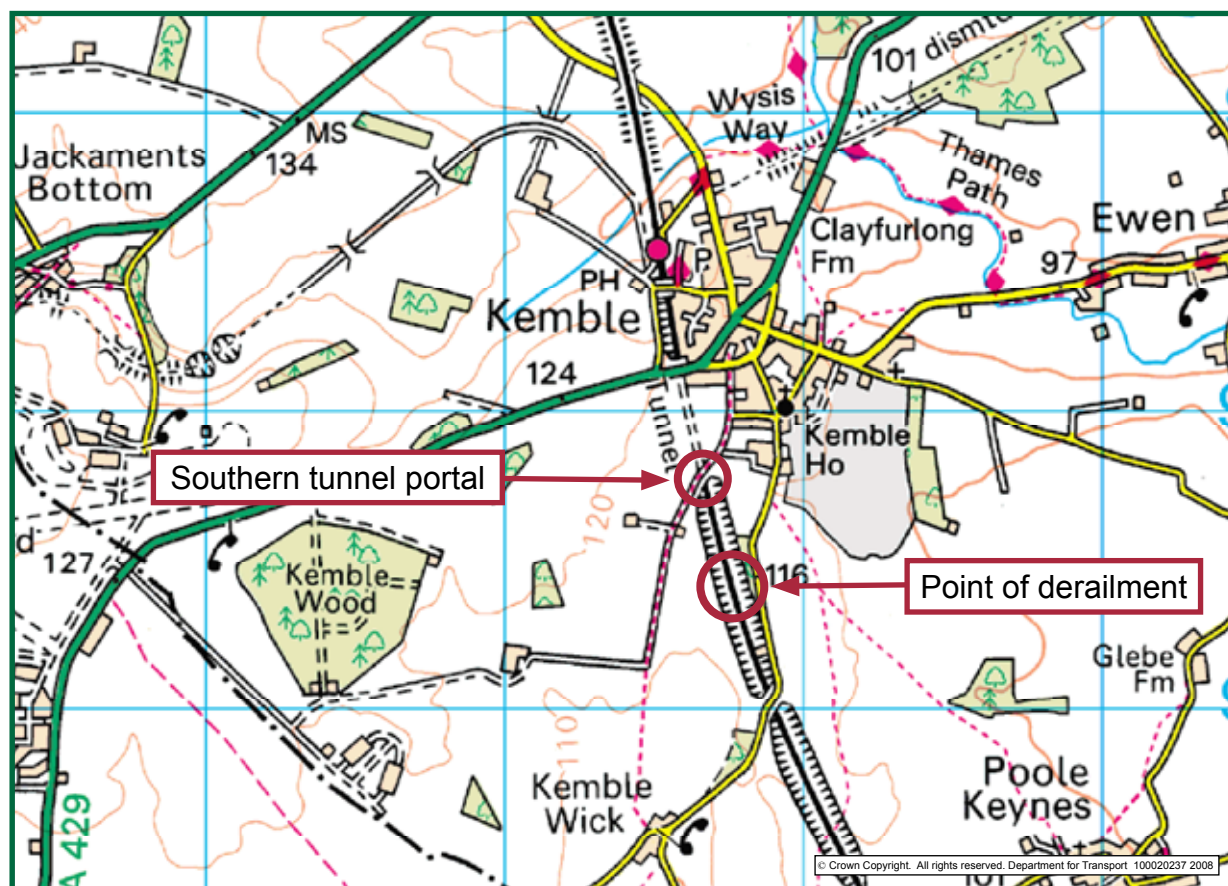 101 dismt
Wysis
Way
MS
134
Jackaments
Bottom
Thames
Path
Ewen
Clayfurlong
Fm
97
PH
P
Kemble
124
Tunnel
Kemble
Ho
Southern tunnel portal
120
d
127
Kemble
Wood
116
Point of derailment
Glebe
Fm
110
Kemble
Wick
Poole
Keynes
A 429
© Crown Copyright. All rights reserved. Department for Transport 100020237 2008
101